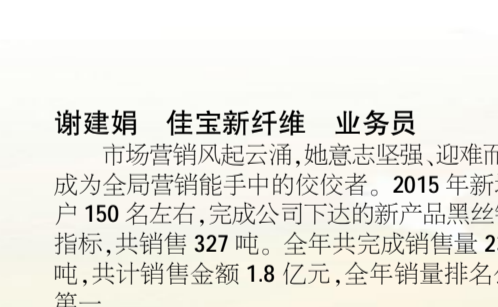 谢建娟 佳宝新纤维 业务员
市场营销风起云涌,她意志坚强、迎难而
成为全局营销能手中的佼佼者。2015 年新
户 150 名左右,完成公司下达的新产品黑丝
指标,共销售 327 吨。全年共完成销售量 2
吨,共计销售金额 1.8 亿元,全年销量排名
第一